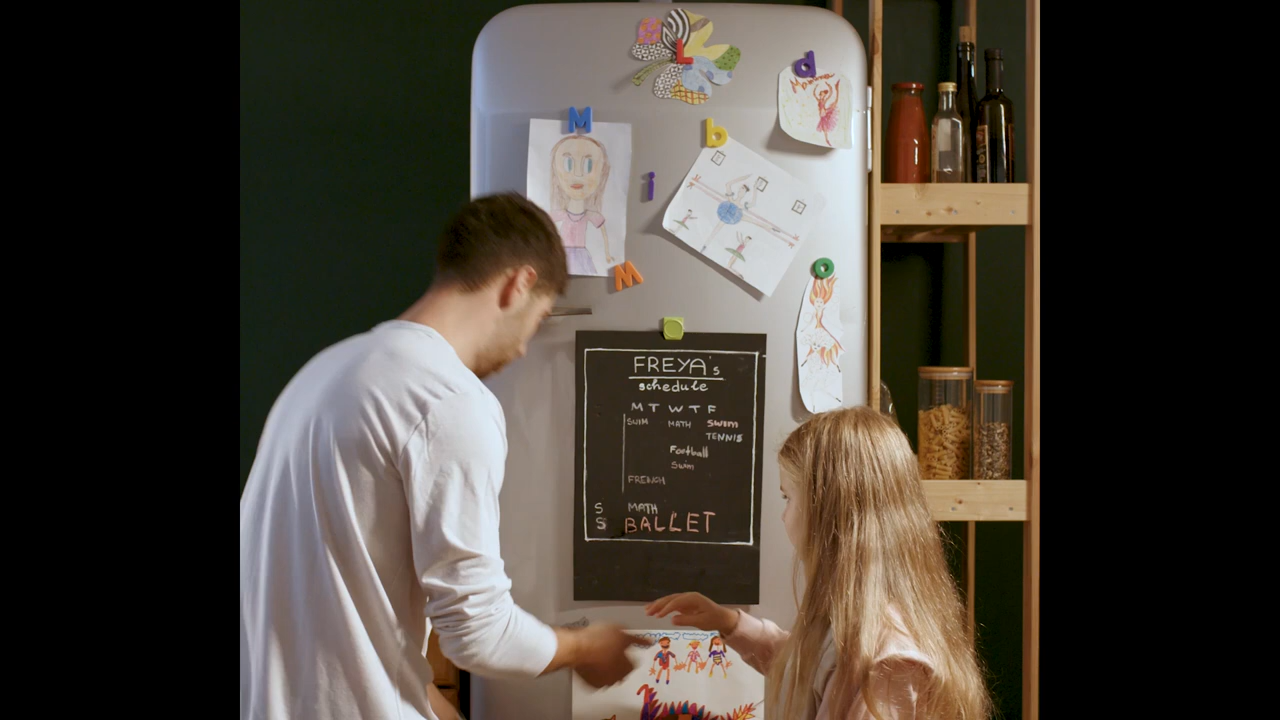 L
d
M
b
i
M
o
FREYA's
schedule
M T W T F
SWIM MATH SWIM
TENNIS
Football
Swim
FRENCH
S MATH
S BALLET